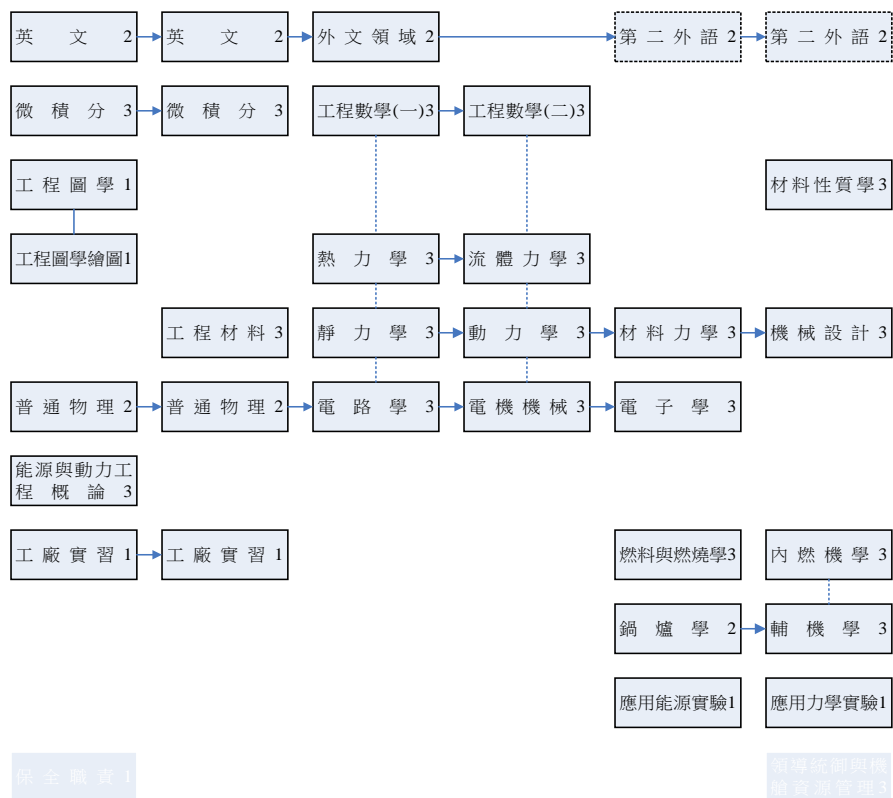 英文 2 英文 2 外文領域 2 第二外語 2 第二外語 2
微積分 3 微積分 3 工程數學(一)3 工程數學(二)3
工程圖學 1 材料性質學 3
工程圖學繪圖1 熱力學 3 流體力學 3
工程材料 3 靜力學 3 動力學 3 材料力學 3 機械設計 3
普通物理 2 普通物理 2 電路學 3 電機機械 3 電子學 3
能源與動力工
程概論 3
工廠實習 1 工廠實習 1 燃料與燃燒學3 內燃機學 3
鍋爐學 2 輔機學 3
應用能源實驗1 應用力學實驗1
保全職責 1
領導統御與機
艙資源管理3